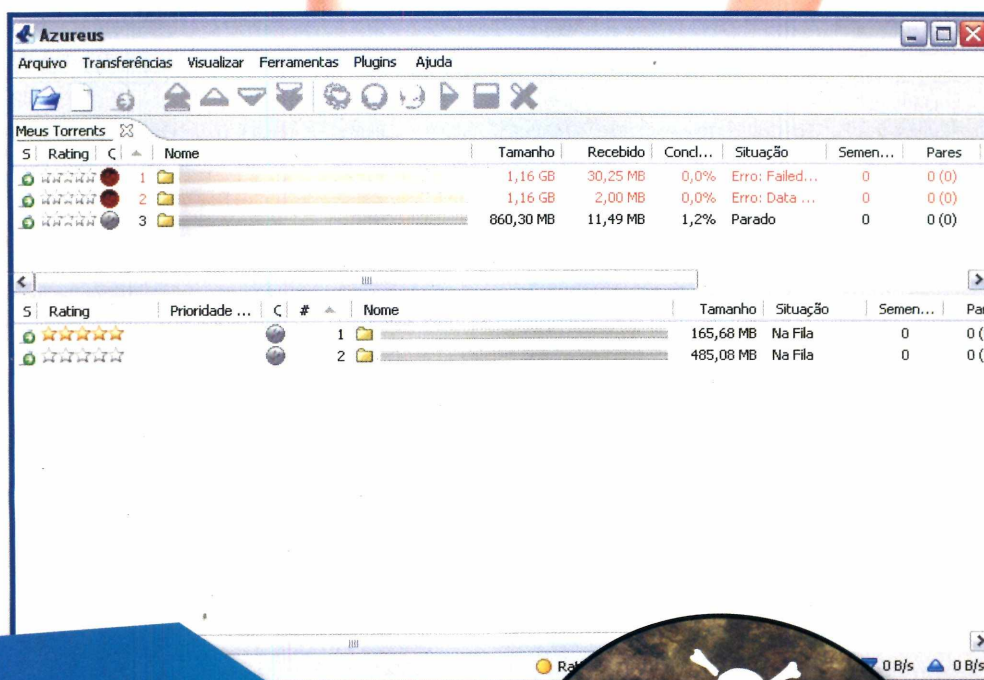 Azureus
Arquivo Transferências Visualizar Ferramentas Plugins Ajuda
Meus Torrents
S Rating C Nome Tamanho Recebido Concl... Situação Semen... Pares
1 1,16 GB 30,25 MB 0,0% Erro: Failed... 0 0 (0)
2 1,16 GB 2,00 MB 0,0% Erro: Data ... 0 0 (0)
3 860,30 MB 11,49 MB 1,2% Parado 0 0 (0)
S Rating Prioridade ... C # Nome Tamanho Situação Semen... Par
1 165,68 MB Na Fila 0 0 (
2 485,08 MB Na Fila 0 0 (
0 B/s 0 B/s